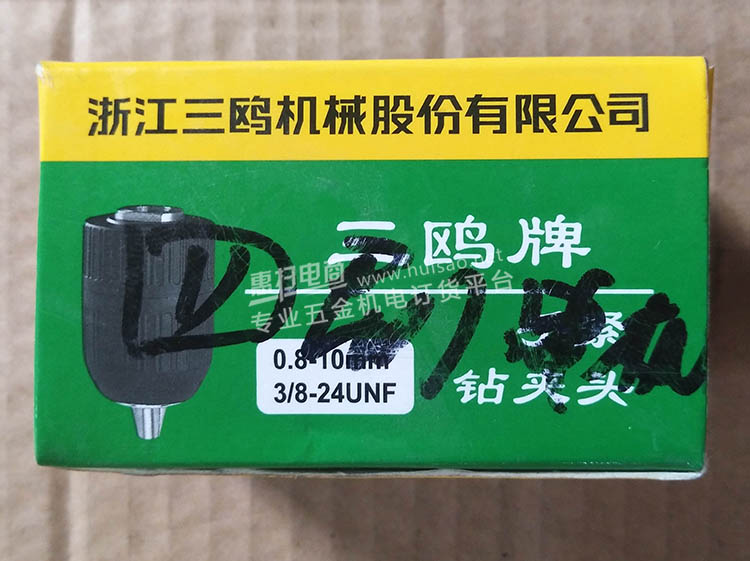 浙江三鸥机械股份有限公司
三鸥牌
惠扫电商
www.huisao.net
专业五金机电订货平台
0.8-10mm
3/8-24UNF
钻夹头